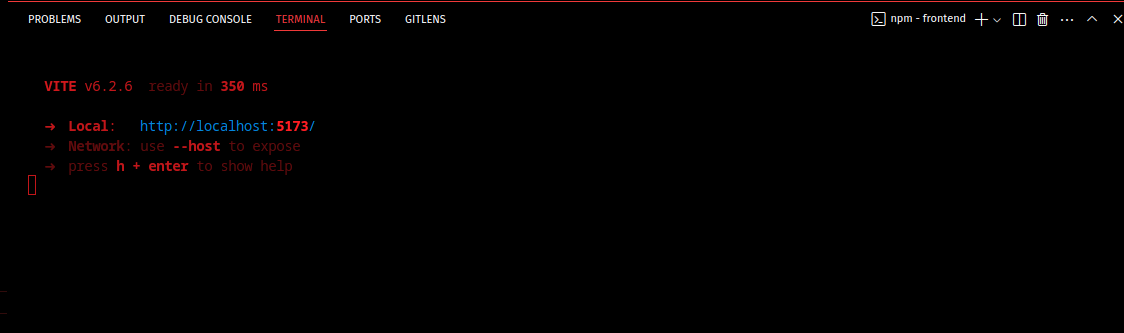 PROBLEMS OUTPUT DEBUG CONSOLE TERMINAL PORTS GITLENS npm - frontend
VITE v6.2.6 ready in 350 ms
➜ Local: http://localhost:5173/
➜ Network: use --host to expose
➜ press h + enter to show help